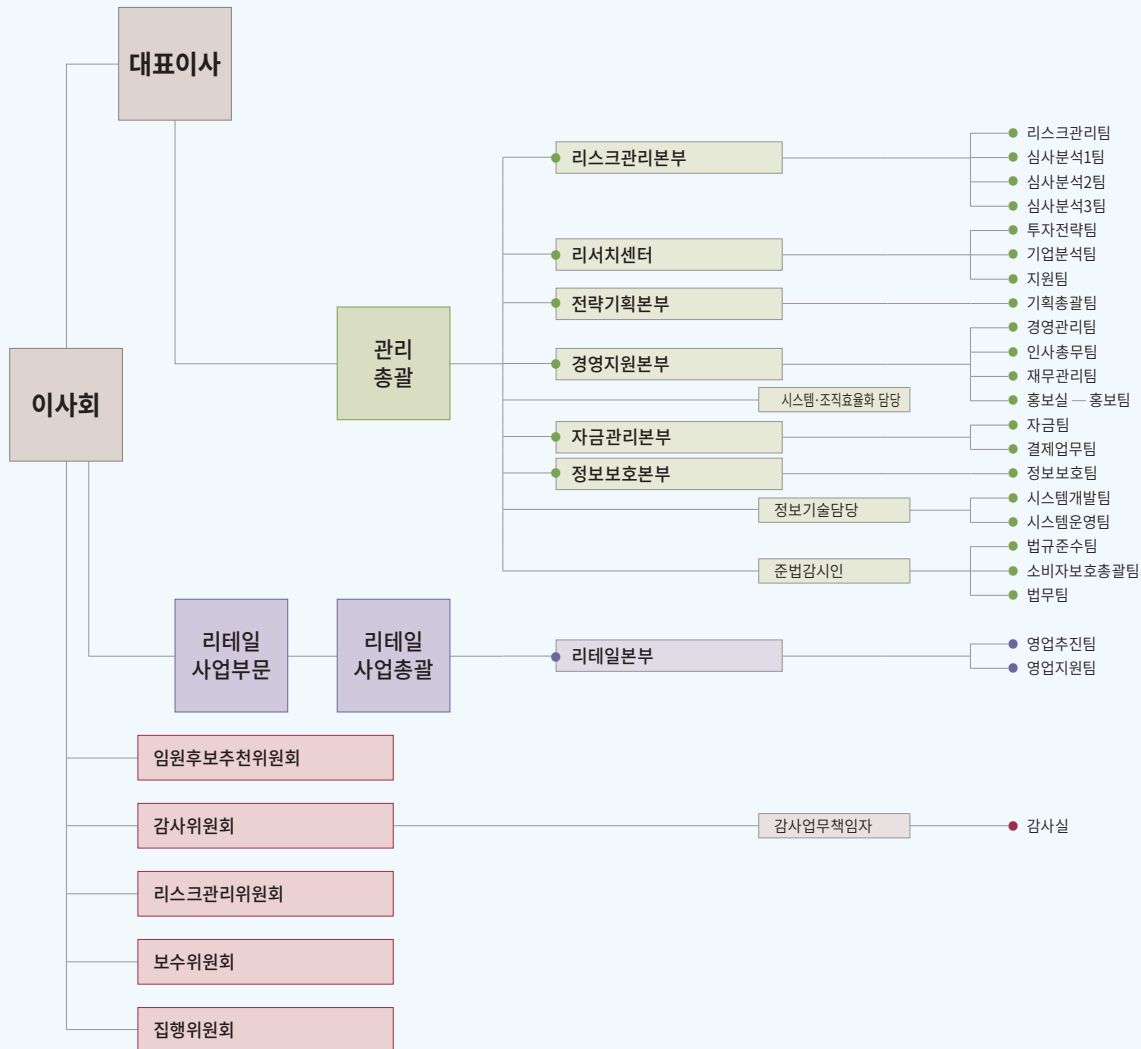 대표이사
이사회
관리
총괄
리스크관리본부
리스크관리팀
심사분석1팀
심사분석2팀
심사분석3팀
리서치센터
투자전략팀
기업분석팀
지원팀
전략기획본부
기획총괄팀
경영지원본부
경영관리팀
인사총무팀
재무관리팀
홍보실 — 홍보팀
시스템·조직효율화 담당
자금관리본부
자금팀
결제업무팀
정보보호본부
정보보호팀
정보기술담당
시스템개발팀
시스템운영팀
준법감시인
법규준수팀
소비자보호총괄팀
법무팀
리테일
사업부문
리테일
사업총괄
리테일본부
영업추진팀
영업지원팀
임원후보추천위원회
감사위원회
감사업무책임자
감사실
리스크관리위원회
보수위원회
집행위원회